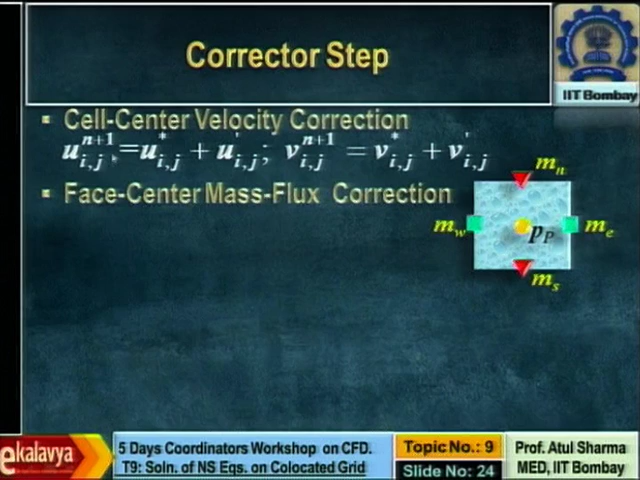 Corrector Step
IIT Bombay
▪ Cell-Center Velocity Correction
u^{n+1}_{i,j} = u^{*}_{i,j} + u^{'}_{i,j}; v^{n+1}_{i,j} = v^{*}_{i,j} + v^{'}_{i,j}
▪ Face-Center Mass-Flux Correction
m_n
m_w
p_P
m_e
m_s
ekalavya
5 Days Coordinators Workshop on CFD.
T9: Soln. of NS Eqs. on Colocated Grid
Topic No.: 9
Slide No: 24
Prof. Atul Sharma
MED, IIT Bombay